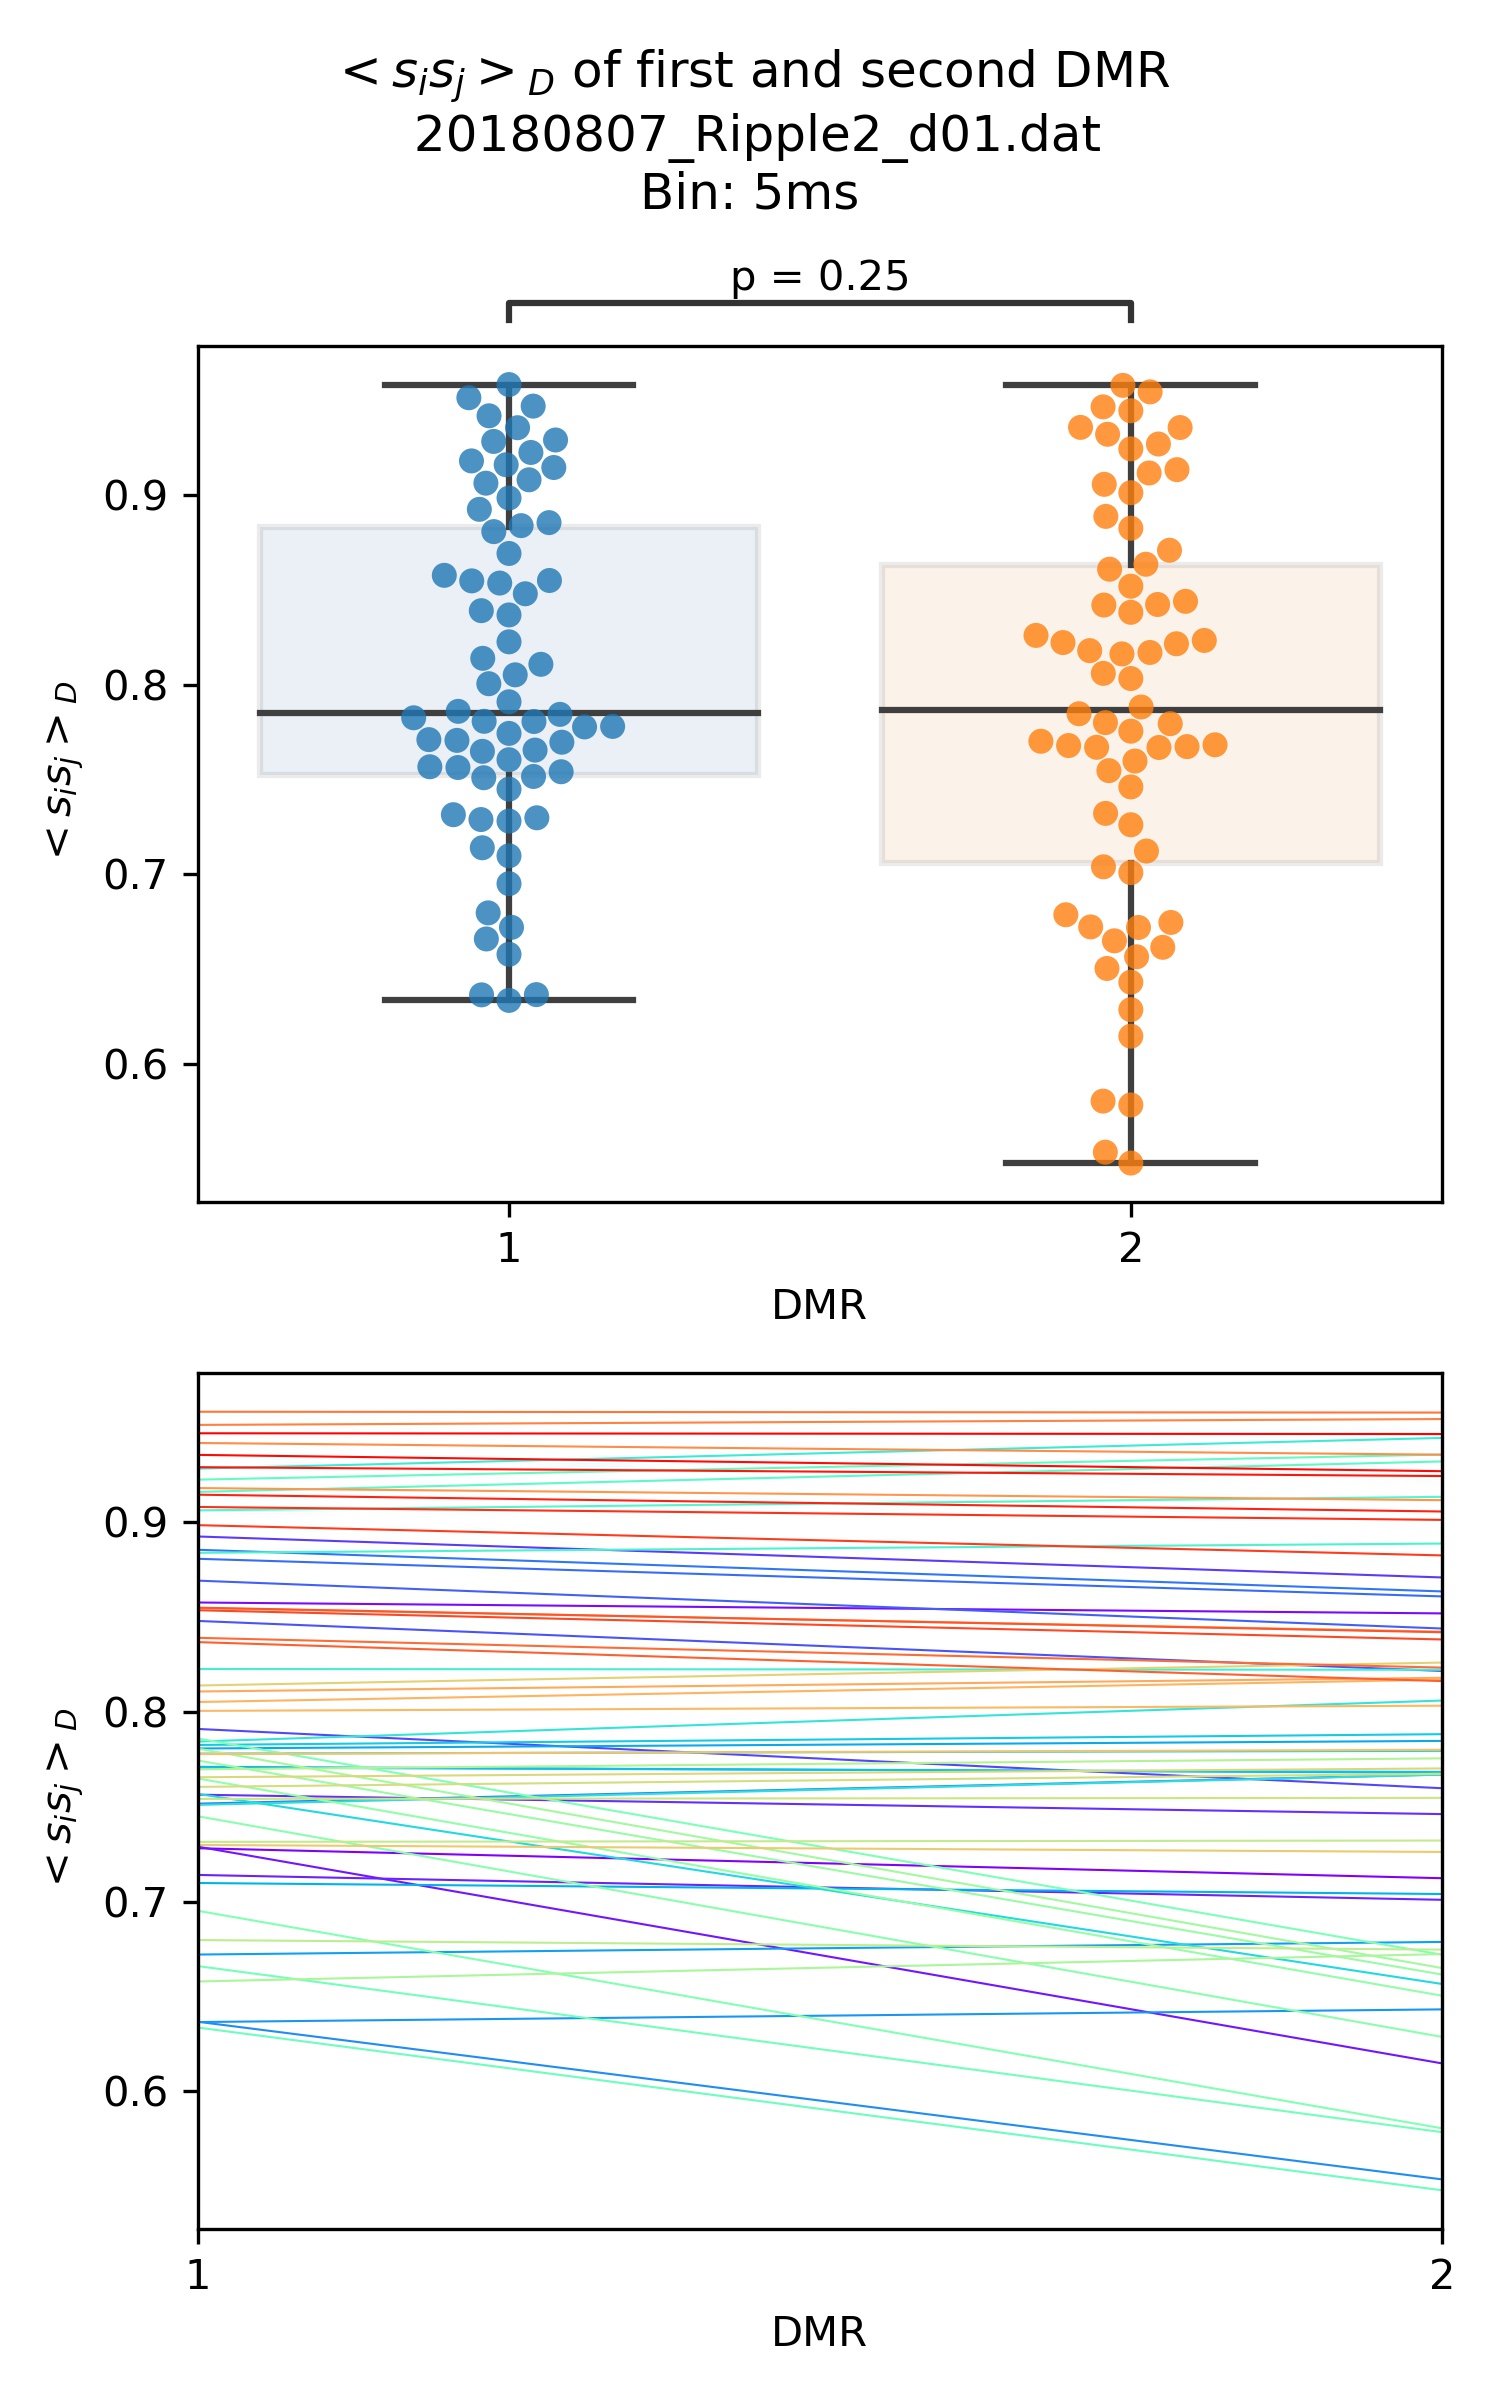 < s_i s_j >_D of first and second DMR
20180807_Ripple2_d01.dat
Bin: 5ms
p = 0.25
0.9
0.8
0.7
0.6
< s_i s_j >_D
1 2
DMR
0.9
0.8
0.7
0.6
< s_i s_j >_D
1 2
DMR